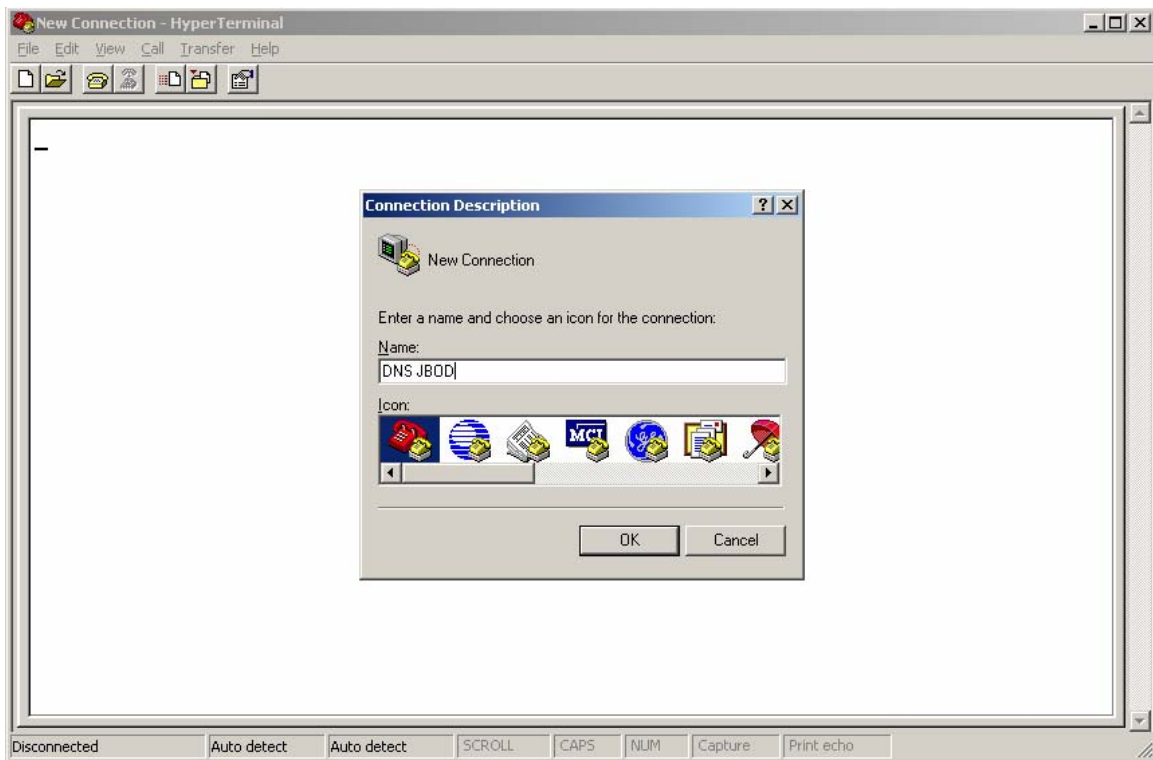 New Connection - HyperTerminal
File Edit View Call Transfer Help
Connection Description
New Connection
Enter a name and choose an icon for the connection:
Name:
DNS JBOD
Icon:
MCI
OK Cancel
Disconnected Auto detect Auto detect SCROLL CAPS NUM Capture Print echo